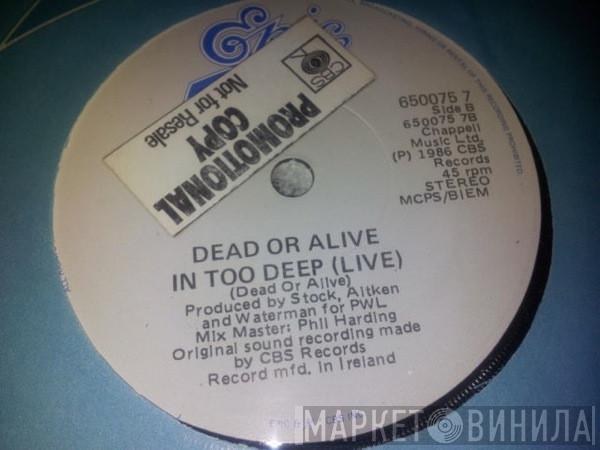 Epic
CBS
PROMOTIONAL
COPY
Not for Resale
650075 7
Side B
650075 7B
Chappell
Music Ltd.
(P) 1986 CBS
Records
45 rpm
STEREO
MCPS/BIEM
DEAD OR ALIVE
IN TOO DEEP (LIVE)
(Dead Or Alive)
Produced by Stock, Aitken
and Waterman for PWL
Mix Master: Phil Harding
Original sound recording made
by CBS Records
Record mfd. in Ireland
МАРКЕТ ВИНИЛА